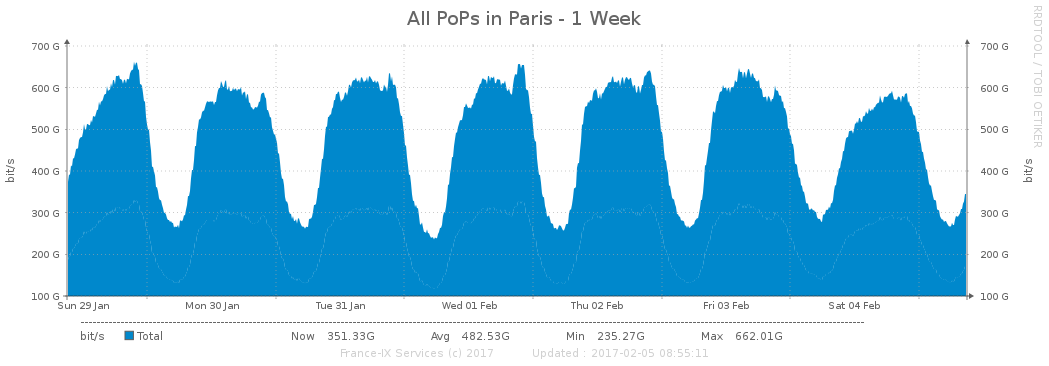 All PoPs in Paris - 1 Week
RRDTOOL / TOBI OETIKER
700 G 700 G
600 G 600 G
500 G 500 G
400 G 400 G
300 G 300 G
200 G 200 G
100 G 100 G
bit/s bit/s
Sun 29 Jan Mon 30 Jan Tue 31 Jan Wed 01 Feb Thu 02 Feb Fri 03 Feb Sat 04 Feb
bit/s Total Now 351.33G Avg 482.53G Min 235.27G Max 662.01G
France-IX Services (c) 2017 Updated : 2017-02-05 08:55:11